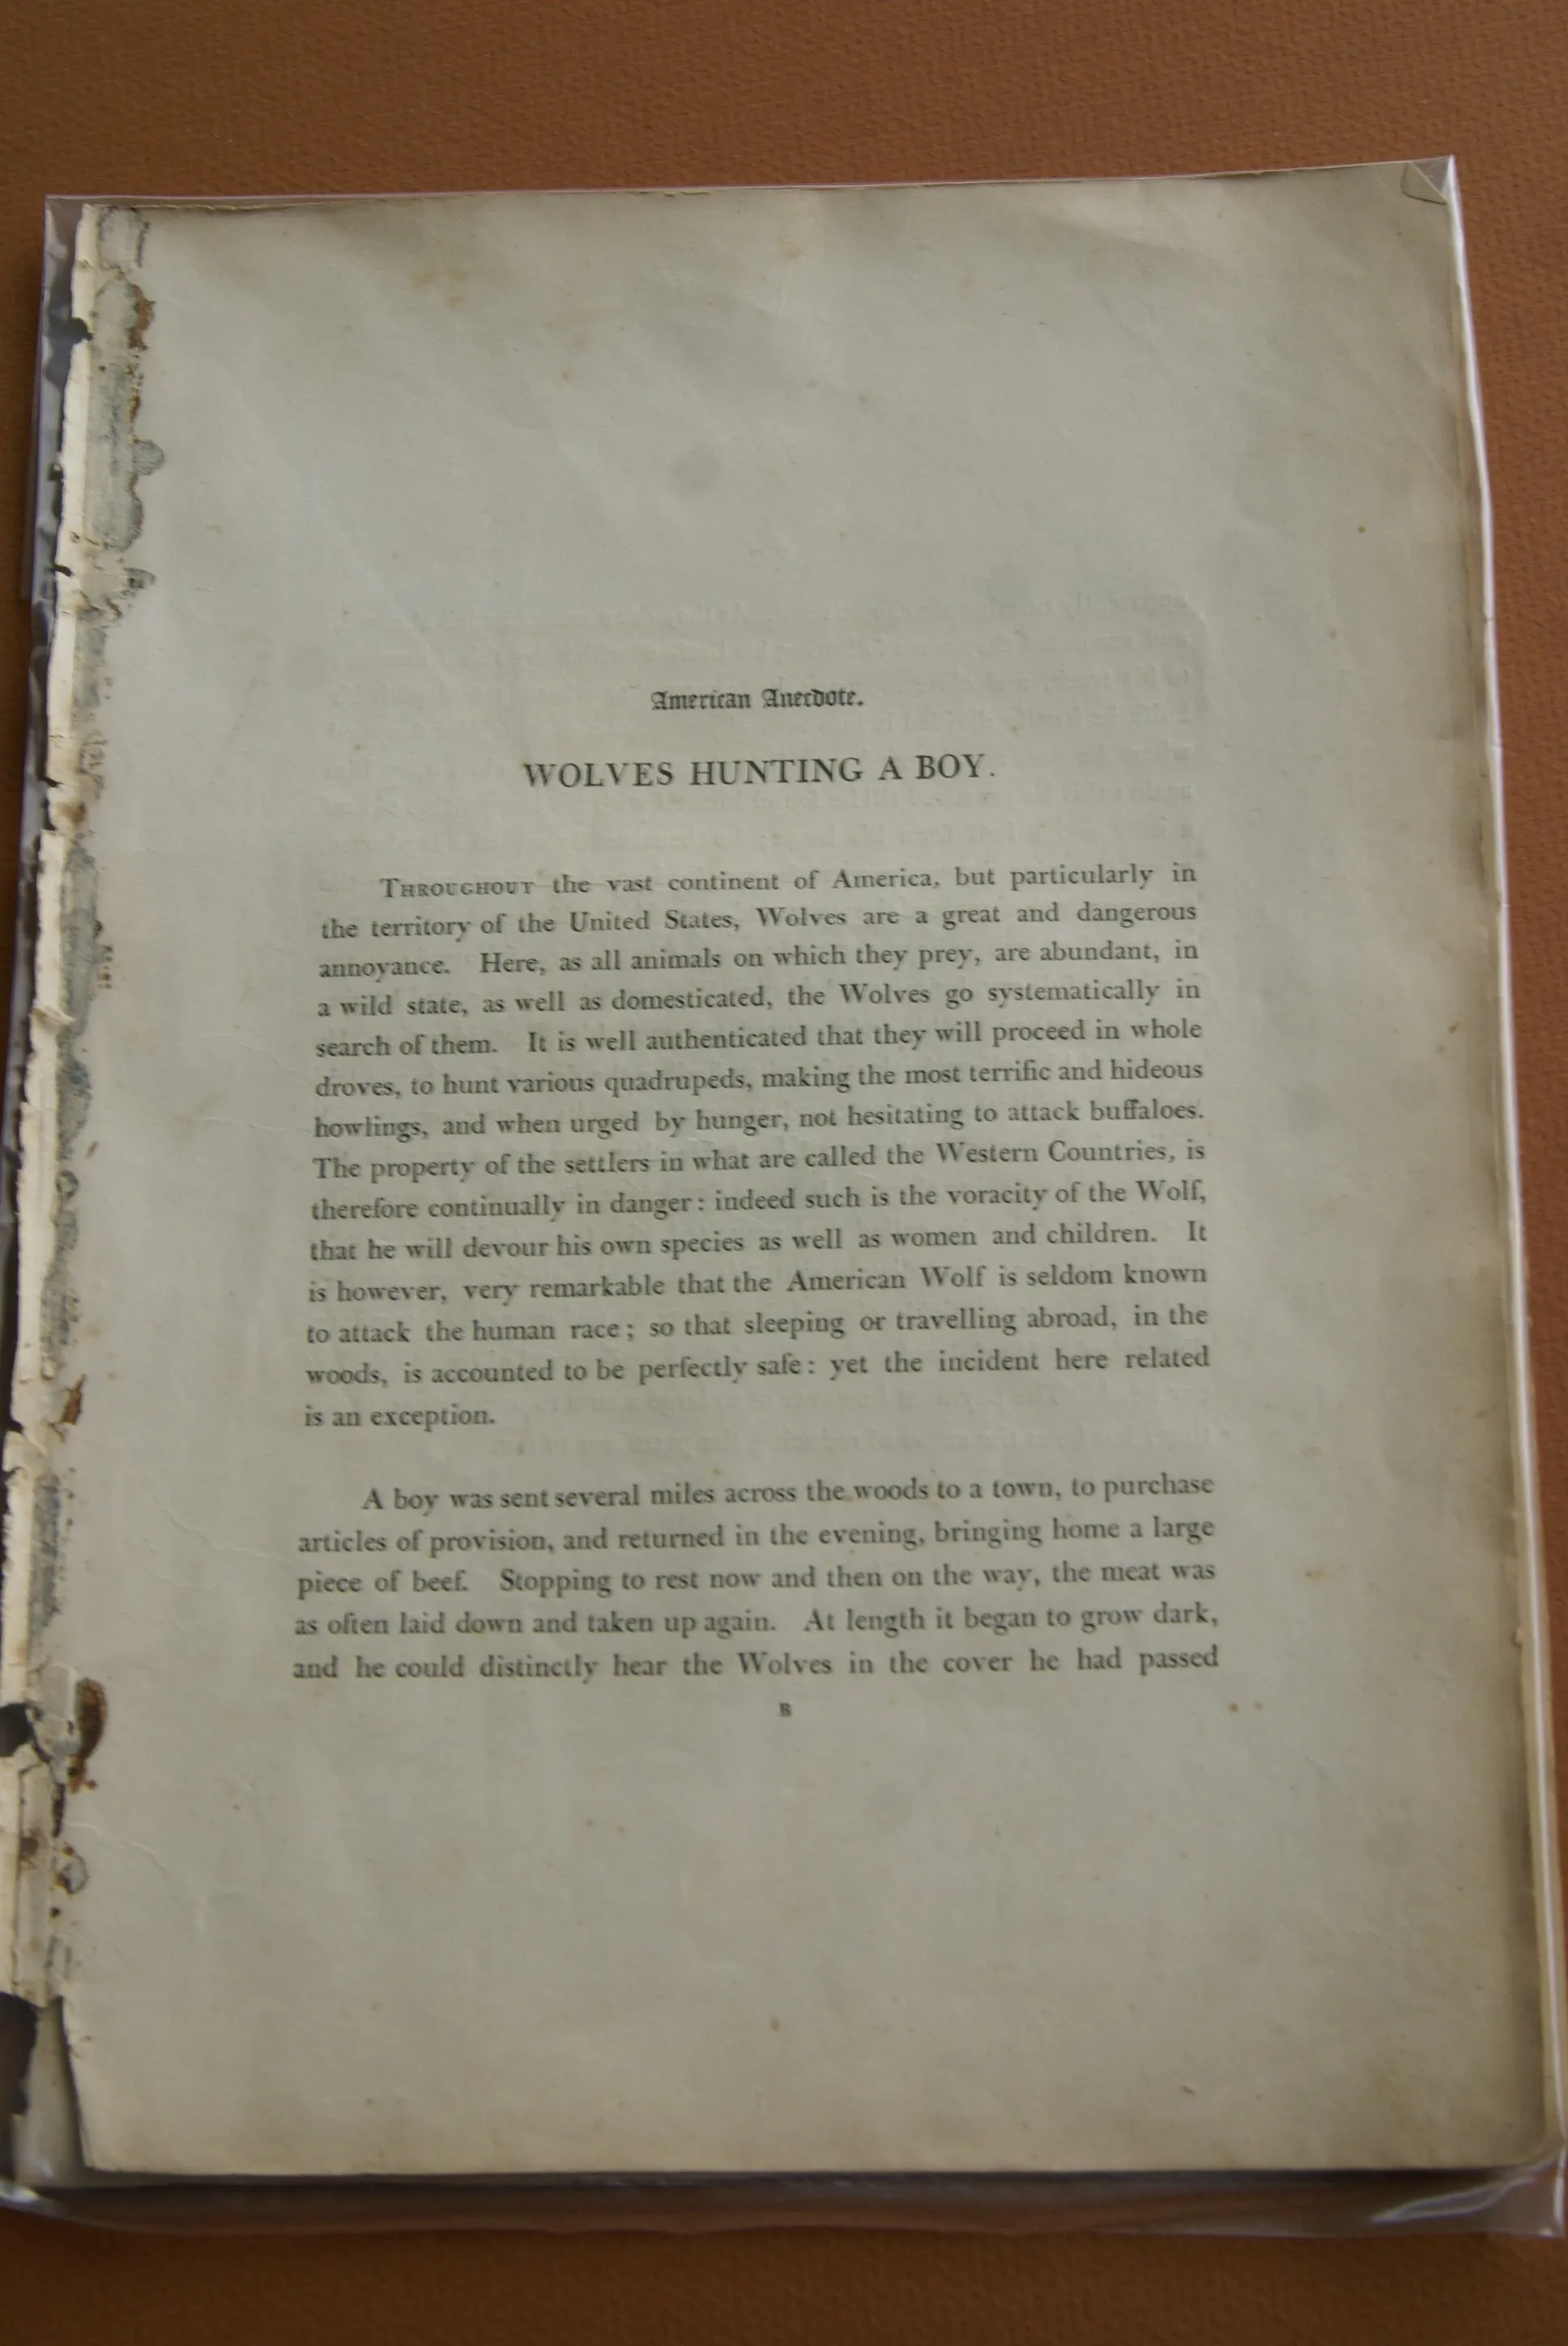 American Anecdote.
WOLVES HUNTING A BOY.
THROUGHOUT the vast continent of America, but particularly in
the territory of the United States, Wolves are a great and dangerous
annoyance. Here, as all animals on which they prey, are abundant, in
a wild state, as well as domesticated, the Wolves go systematically in
search of them. It is well authenticated that they will proceed in whole
droves, to hunt various quadrupeds, making the most terrific and hideous
howlings, and when urged by hunger, not hesitating to attack buffaloes.
The property of the settlers in what are called the Western Countries, is
therefore continually in danger: indeed such is the voracity of the Wolf,
that he will devour his own species as well as women and children. It
is however, very remarkable that the American Wolf is seldom known
to attack the human race; so that sleeping or travelling abroad, in the
woods, is accounted to be perfectly safe: yet the incident here related
is an exception.
A boy was sent several miles across the woods to a town, to purchase
articles of provision, and returned in the evening, bringing home a large
piece of beef. Stopping to rest now and then on the way, the meat was
as often laid down and taken up again. At length it began to grow dark,
and he could distinctly hear the Wolves in the cover he had passed
B